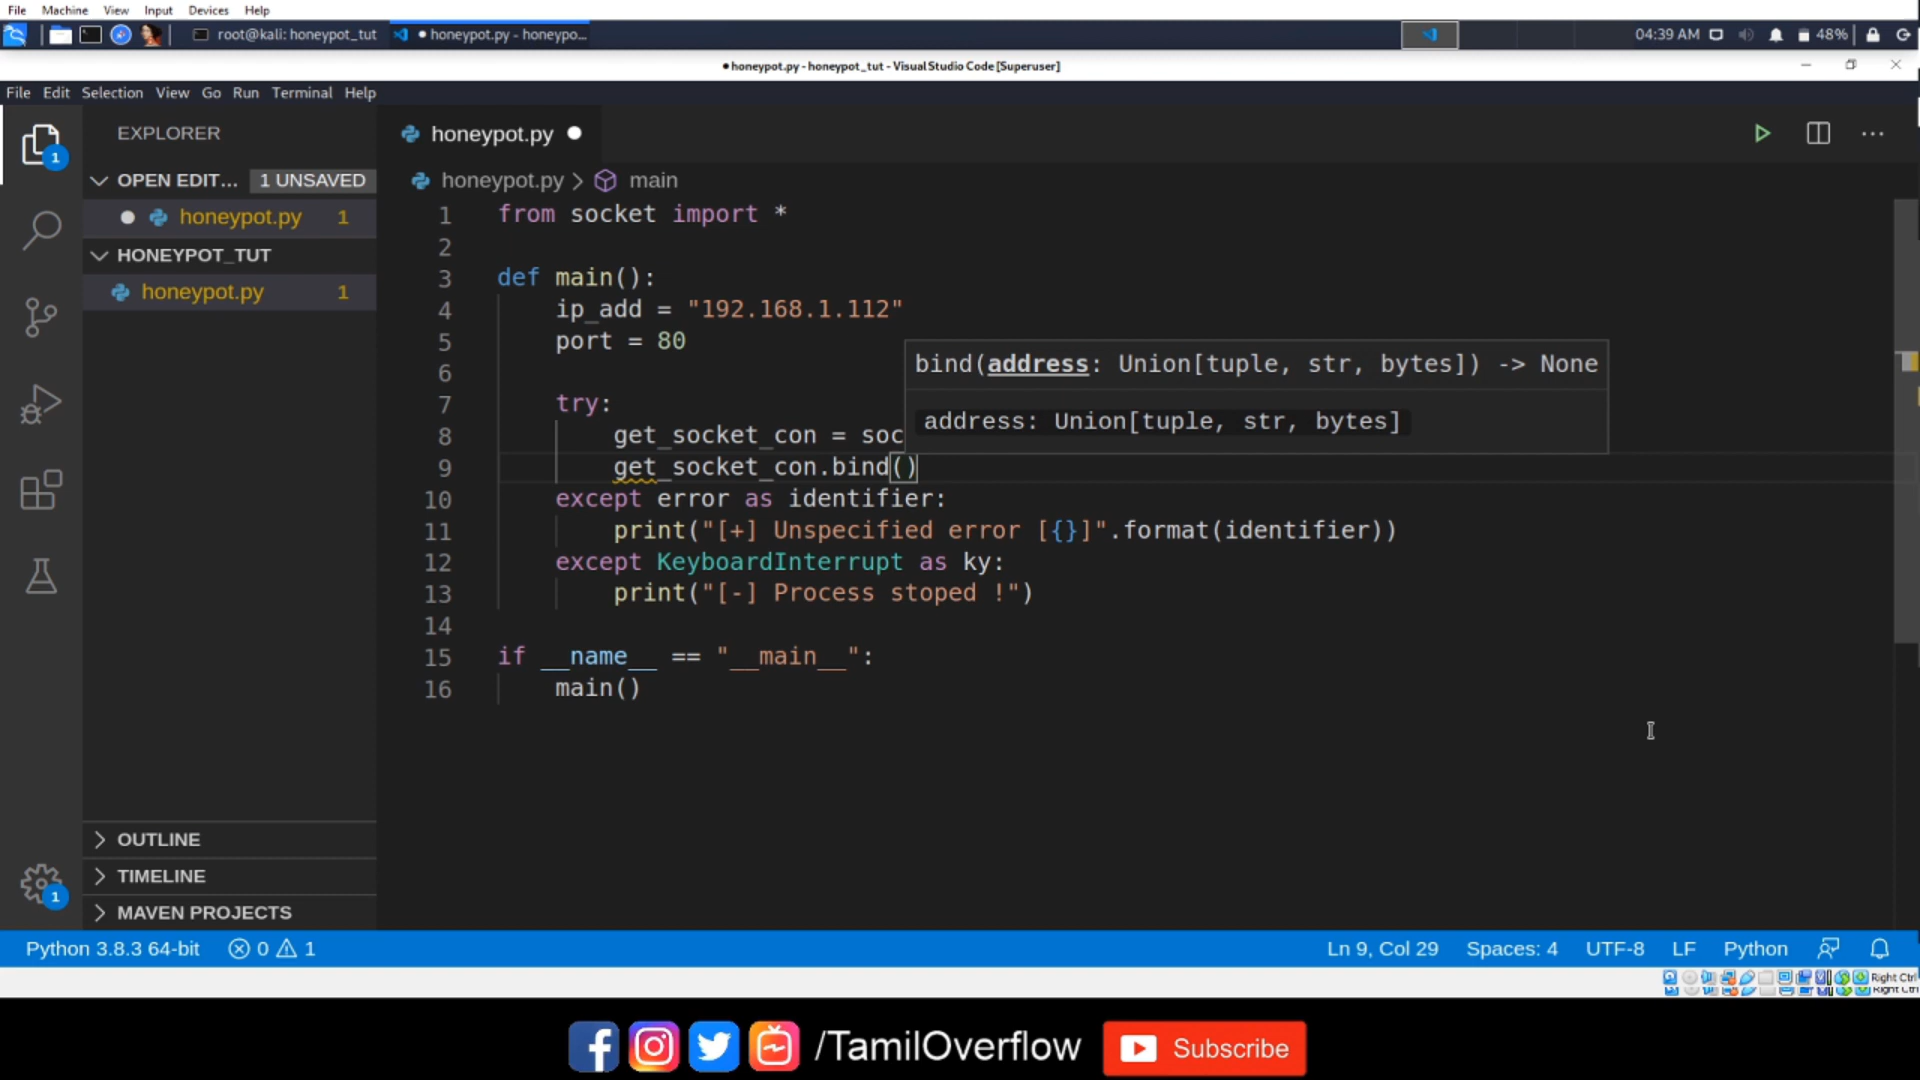 File Machine View Input Devices Help
root@kali: honeypot_tut honeypot.py - honeypo... 04:39 AM 48%
honeypot.py - honeypot_tut - Visual Studio Code [Superuser]
File Edit Selection View Go Run Terminal Help
EXPLORER
1
OPEN EDIT... 1 UNSAVED
honeypot.py 1
HONEYPOT_TUT
honeypot.py 1
OUTLINE
TIMELINE
MAVEN PROJECTS
1
honeypot.py
honeypot.py > main
1 from socket import *
2
3 def main():
4 ip_add = "192.168.1.112"
5 port = 80
6
7 try:
8 get_socket_con = soc
9 get_socket_con.bind()
10 except error as identifier:
11 print("[+] Unspecified error [{}]".format(identifier))
12 except KeyboardInterrupt as ky:
13 print("[-] Process stoped !")
14
15 if __name__ == "__main__":
16 main()
bind(address: Union[tuple, str, bytes]) -> None
address: Union[tuple, str, bytes]
Python 3.8.3 64-bit 0 1 Ln 9, Col 29 Spaces: 4 UTF-8 LF Python
Right Ctrl
Right Ctrl
/TamilOverflow Subscribe